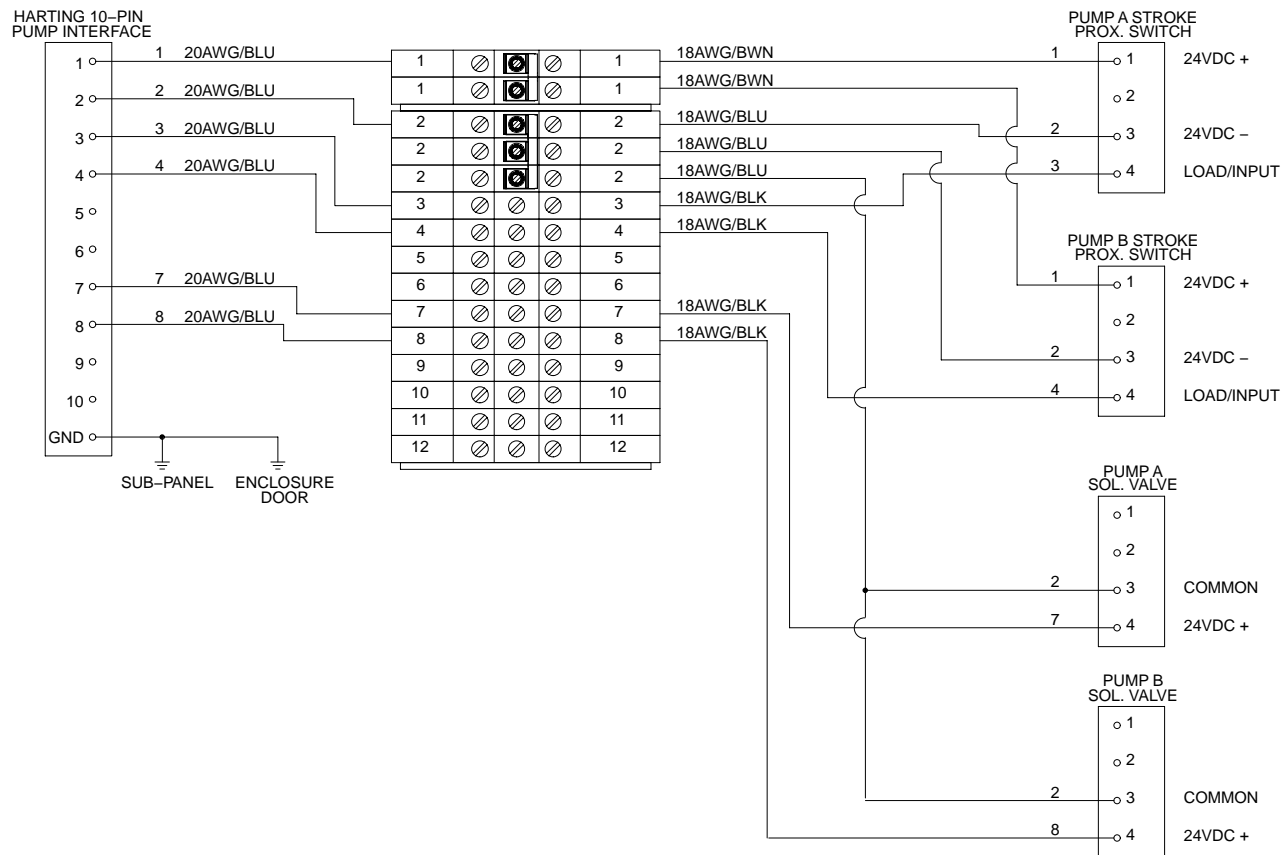 HARTING 10–PIN
PUMP INTERFACE
1 1 20AWG/BLU
2 2 20AWG/BLU
3 3 20AWG/BLU
4 4 20AWG/BLU
5
6
7 7 20AWG/BLU
8 8 20AWG/BLU
9
10
GND
SUB–PANEL
ENCLOSURE
DOOR
1 1 18AWG/BWN
1 1 18AWG/BWN
2 2 18AWG/BLU
2 2 18AWG/BLU
2 2 18AWG/BLU
3 3 18AWG/BLK
4 4 18AWG/BLK
5 5
6 6
7 7 18AWG/BLK
8 8 18AWG/BLK
9 9
10 10
11 11
12 12
PUMP A STROKE
PROX. SWITCH
1 1 24VDC +
2
2 3 24VDC –
3 4 LOAD/INPUT
PUMP B STROKE
PROX. SWITCH
1 1 24VDC +
2
2 3 24VDC –
4 4 LOAD/INPUT
PUMP A
SOL. VALVE
1
2
2 3 COMMON
7 4 24VDC +
PUMP B
SOL. VALVE
1
2
2 3 COMMON
8 4 24VDC +